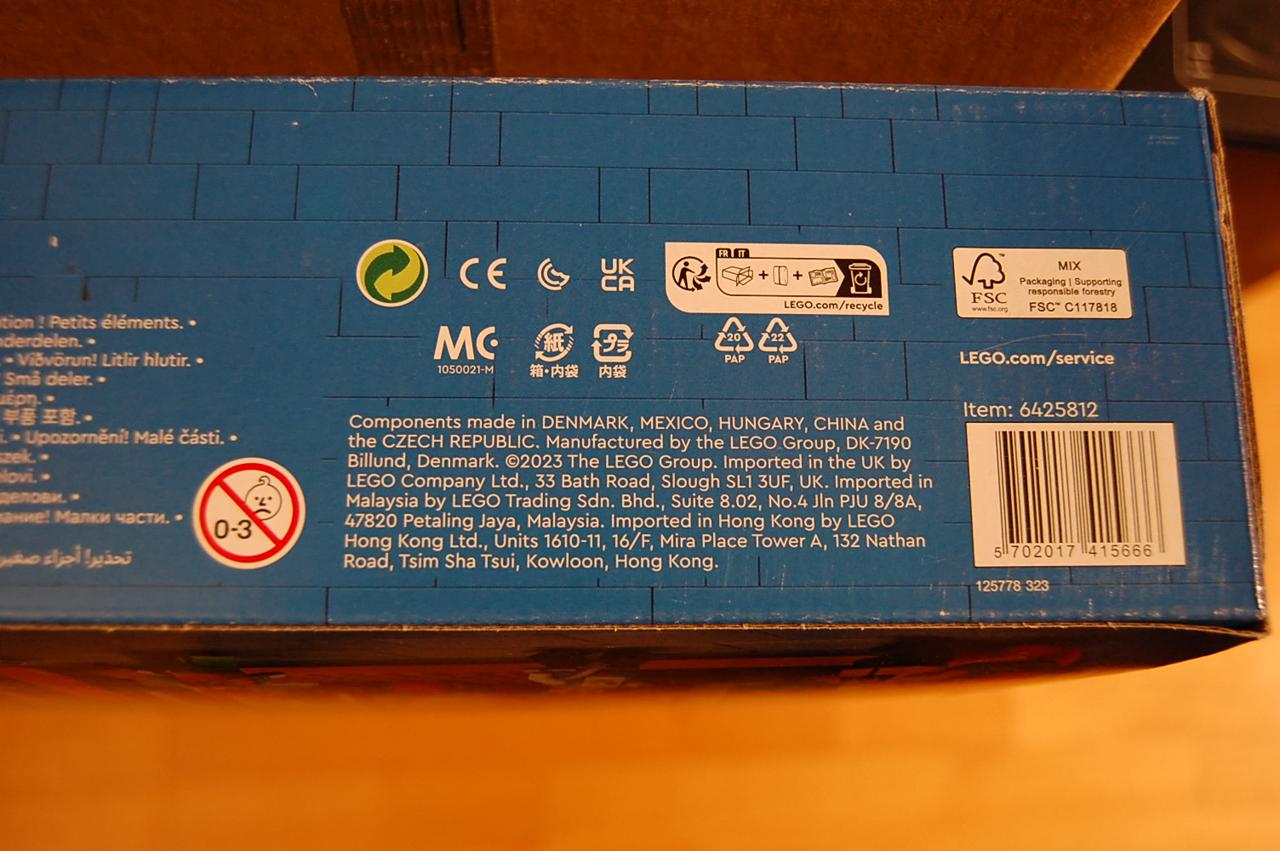 FR IT
LEGO.com/recycle
FSC
www.fsc.org
MIX
Packaging | Supporting
responsible forestry
FSC™ C117818
CE
UK
CA
MC
1050021-M
紙
箱・内袋
プラ
内袋
20
PAP
22
PAP
LEGO.com/service
tion ! Petits éléments. •
nderdelen. •
• Viðvörun! Litlir hlutir. •
Små deler. •
부품 포함. •
• Upozornění! Malé části. •
0-3
Малки части. •
تحذير! أجزاء صغيرة
Components made in DENMARK, MEXICO, HUNGARY, CHINA and
the CZECH REPUBLIC. Manufactured by the LEGO Group, DK-7190
Billund, Denmark. ©2023 The LEGO Group. Imported in the UK by
LEGO Company Ltd., 33 Bath Road, Slough SL1 3UF, UK. Imported in
Malaysia by LEGO Trading Sdn. Bhd., Suite 8.02, No.4 Jln PJU 8/8A,
47820 Petaling Jaya, Malaysia. Imported in Hong Kong by LEGO
Hong Kong Ltd., Units 1610-11, 16/F, Mira Place Tower A, 132 Nathan
Road, Tsim Sha Tsui, Kowloon, Hong Kong.
Item: 6425812
5 702017 415666
125778 323